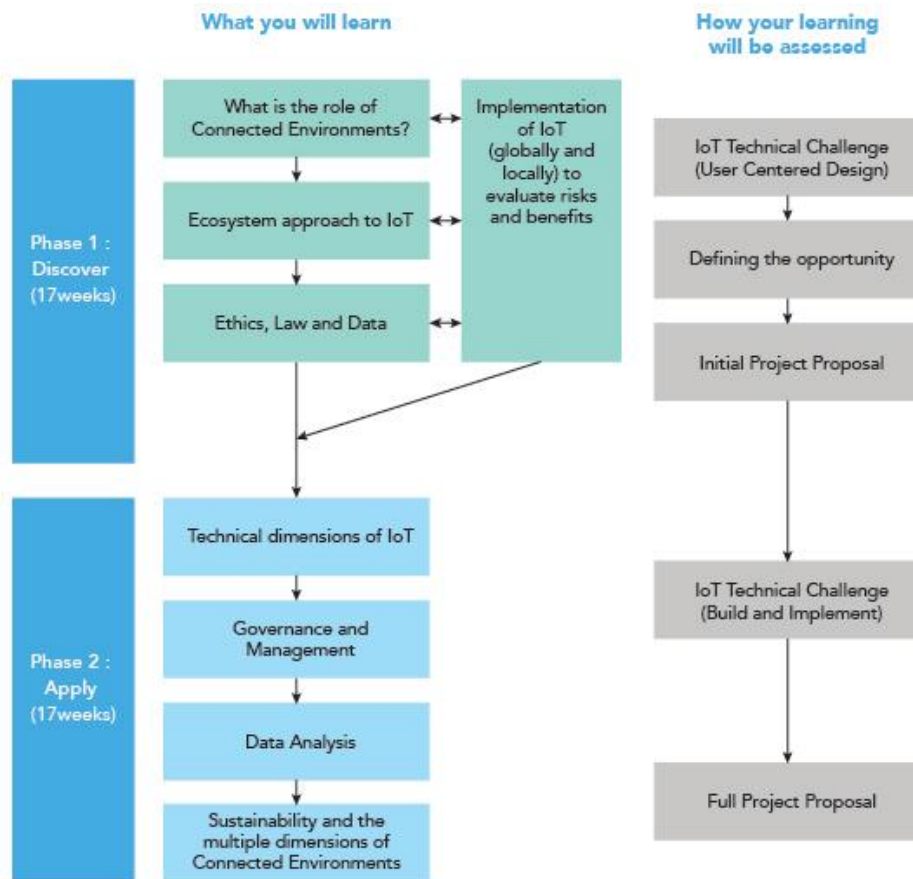 What you will learn
How your learning
will be assessed
Phase 1 :
Discover
(17weeks)
What is the role of
Connected Environments?
Ecosystem approach to IoT
Ethics, Law and Data
Implementation
of IoT
(globally and
locally) to
evaluate risks
and benefits
IoT Technical Challenge
(User Centered Design)
Defining the opportunity
Initial Project Proposal
Phase 2 :
Apply
(17weeks)
Technical dimensions of IoT
Governance and
Management
Data Analysis
Sustainability and the
multiple dimensions of
Connected Environments
IoT Technical Challenge
(Build and Implement)
Full Project Proposal